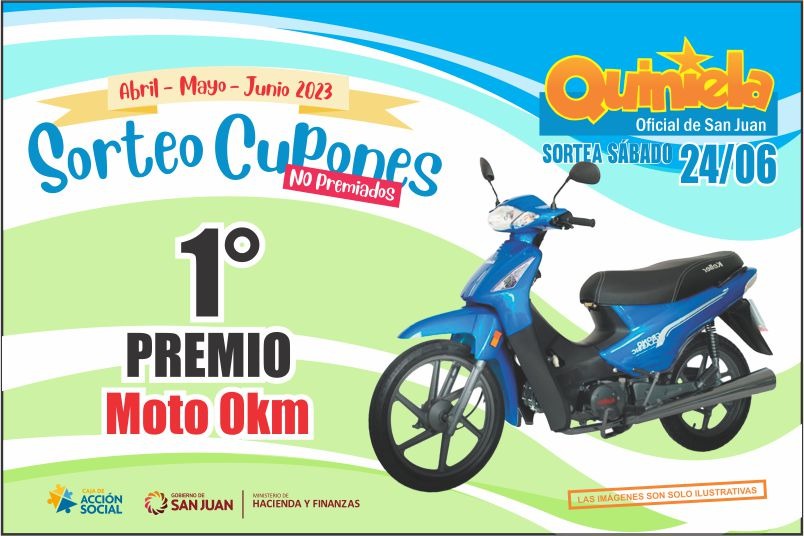 Abril - Mayo - Junio 2023
Sorteo Cupones
NO Premiados
Quiniela
Oficial de San Juan
SORTEA SÁBADO 24/06
1°
PREMIO
Moto 0km
Keller
CAJA DE
ACCIÓN
SOCIAL
GOBIERNO DE
SAN JUAN
MINISTERIO DE
HACIENDA Y FINANZAS
LAS IMÁGENES SON SOLO ILUSTRATIVAS